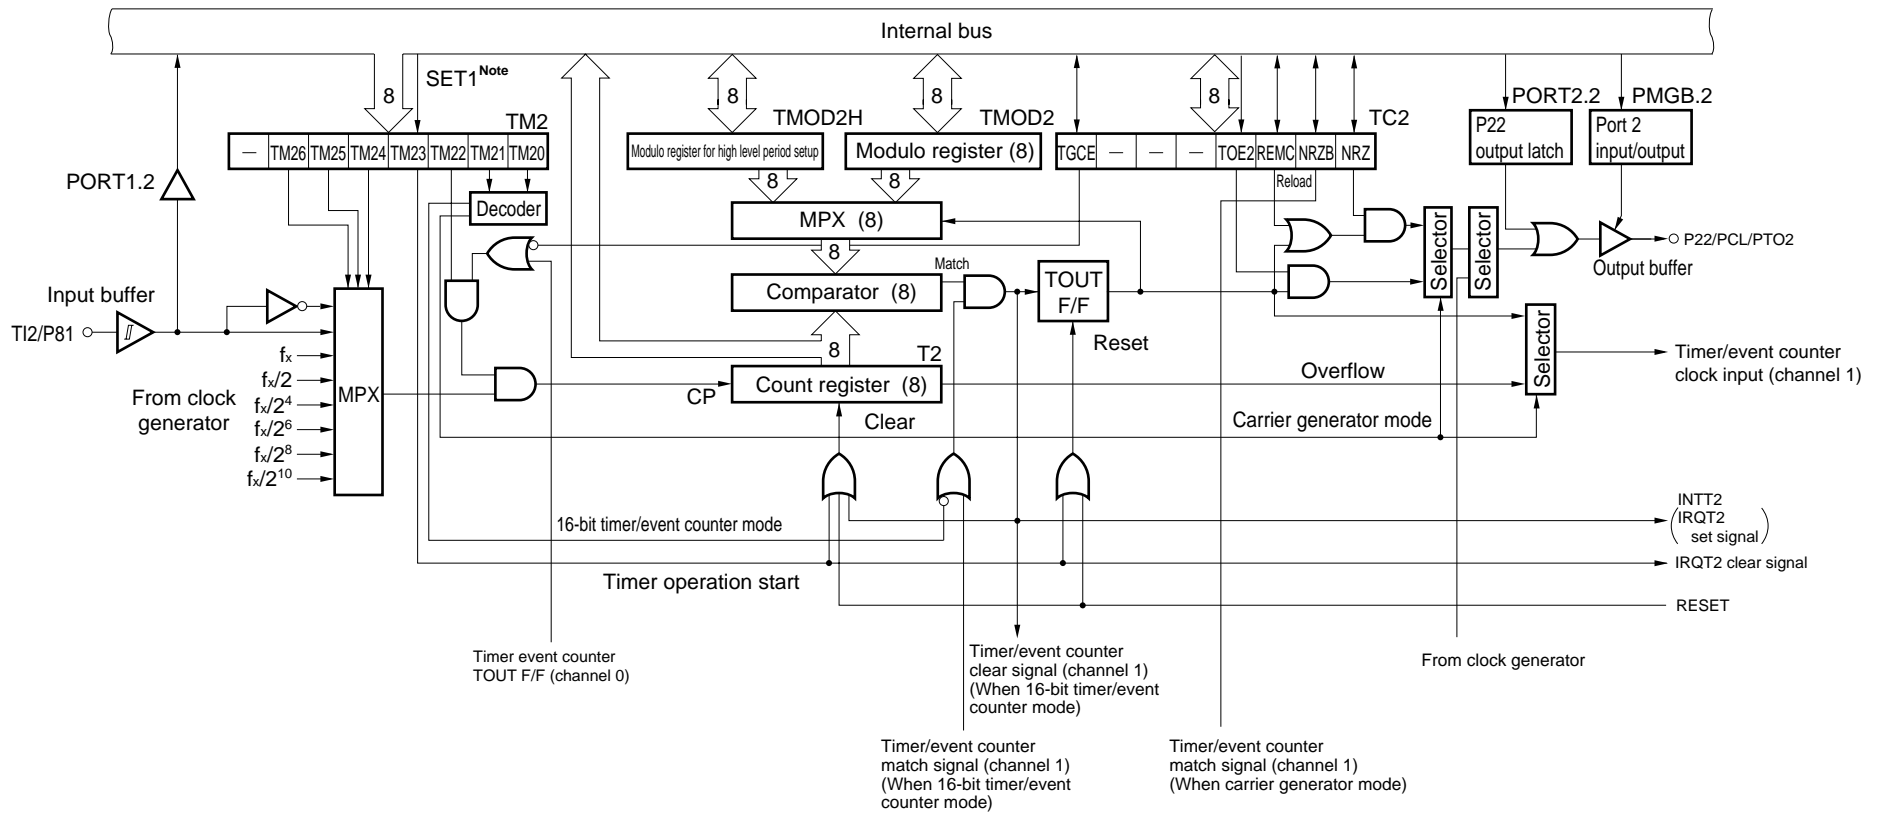 Internal bus
SET1Note
8
8
8
8
PORT2.2
PMGB.2
TM2
TMOD2H
TMOD2
TC2
P22
output latch
Port 2
input/output
— TM26 TM25 TM24 TM23 TM22 TM21 TM20
Modulo register for high level period setup
Modulo register (8)
TGCE — — — TOE2 REMC NRZB NRZ
PORT1.2
Decoder
8
8
Reload
MPX (8)
8
Selector
Selector
P22/PCL/PTO2
Output buffer
Match
Comparator (8)
TOUT
F/F
Reset
Input buffer
TI2/P81
fx
fx/2
fx/2⁴
fx/2⁶
fx/2⁸
fx/2¹⁰
From clock
generator
MPX
8
T2
Count register (8)
CP
Clear
Overflow
Selector
Timer/event counter
clock input (channel 1)
Carrier generator mode
16-bit timer/event counter mode
INTT2
IRQT2
set signal
Timer operation start
IRQT2 clear signal
RESET
Timer event counter
TOUT F/F (channel 0)
Timer/event counter
clear signal (channel 1)
(When 16-bit timer/event
counter mode)
From clock generator
Timer/event counter
match signal (channel 1)
(When 16-bit timer/event
counter mode)
Timer/event counter
match signal (channel 1)
(When carrier generator mode)